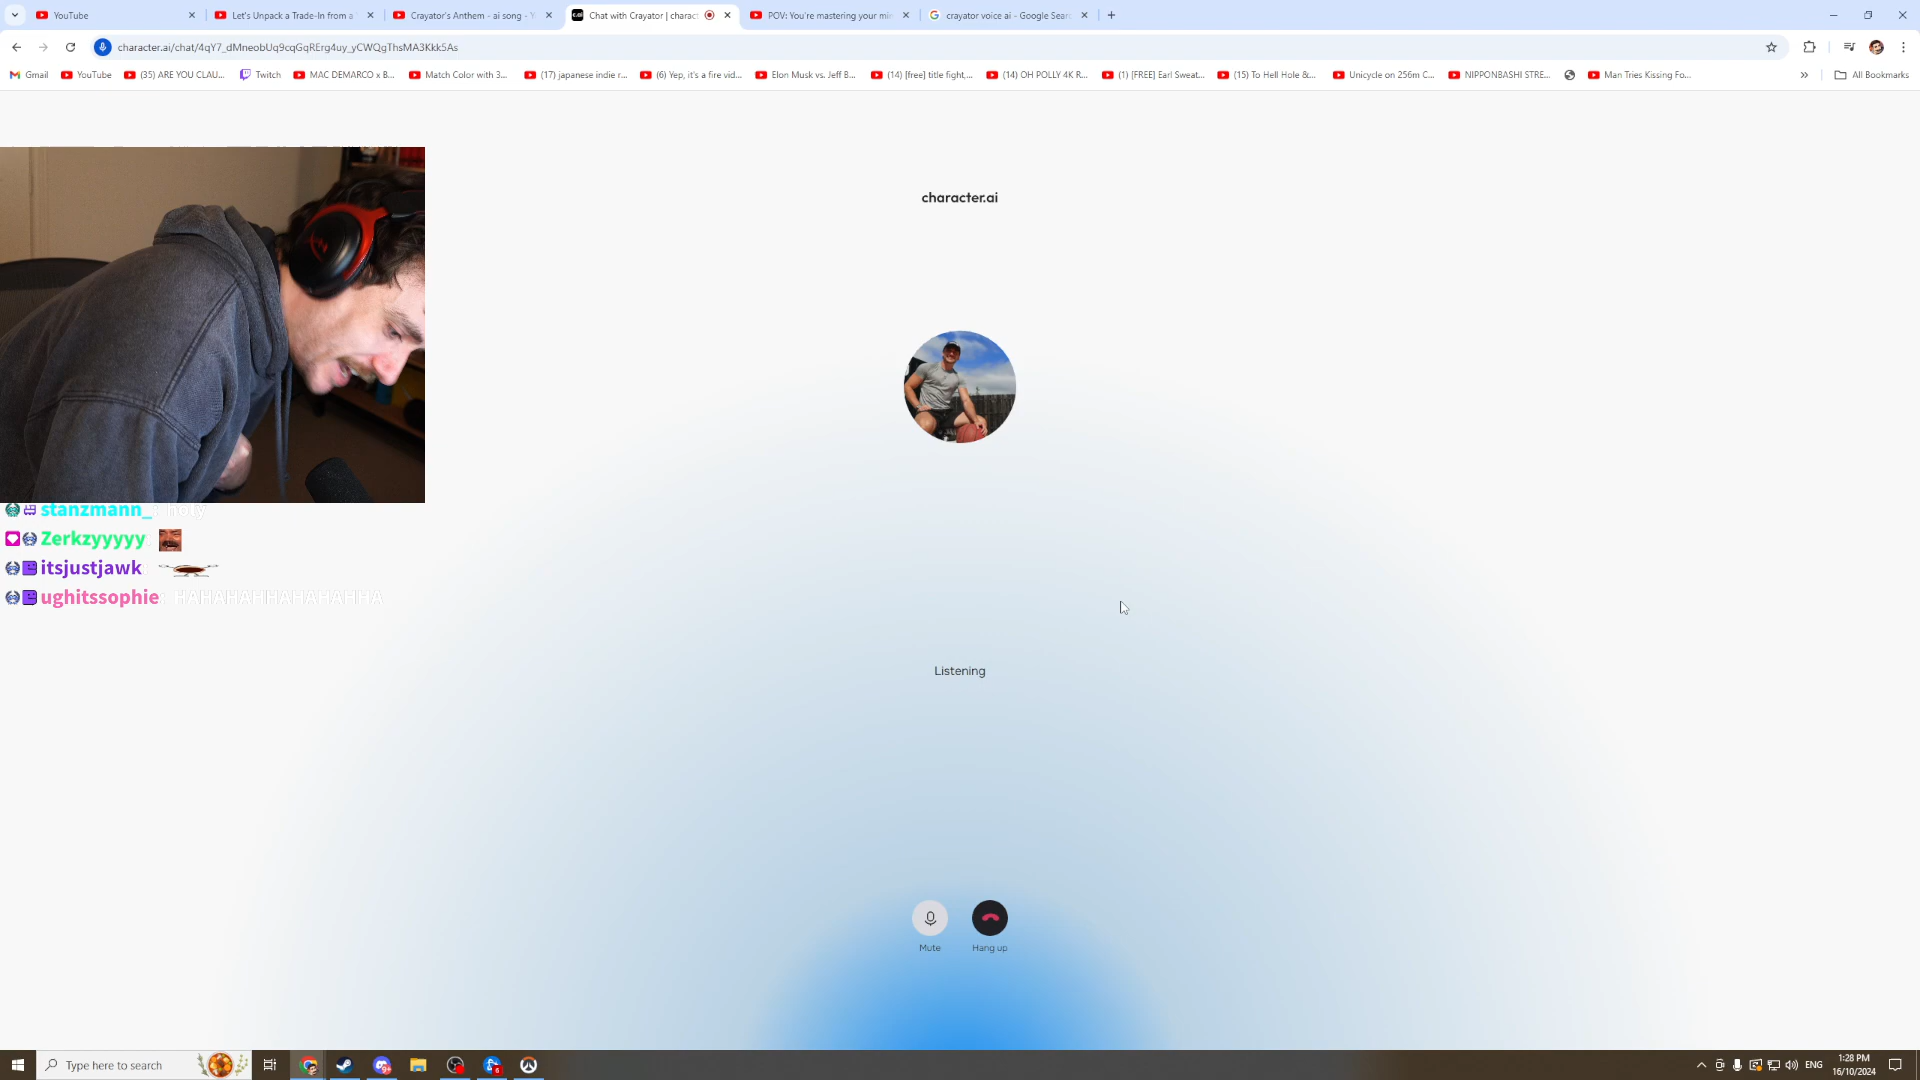 YouTube
Let's Unpack a Trade-In from a
Crayator's Anthem - ai song - Y
Chat with Crayator | charact
POV: You're mastering your mi
crayator voice ai - Google Sear
character.ai/chat/4qY7_dMneobUq9cqGqRErg4uy_yCWQgThsMA3Kkk5As
Gmail
YouTube
(35) ARE YOU CLAU...
Twitch
MAC DEMARCO x B...
Match Color with 3...
(17) japanese indie r...
(6) Yep, it's a fire vid...
Elon Musk vs. Jeff B...
(14) [free] title fight,...
(14) OH POLLY 4K R...
(1) [FREE] Earl Sweat...
(15) To Hell Hole &...
Unicycle on 256m C...
NIPPONBASHI STRE...
Man Tries Kissing Fo...
All Bookmarks
character.ai
stanzmann_: holy
Zerkzyyyyy
itsjustjawk
ughitssophie: HAHAHAHHAHAHAHHA
Listening
Mute
Hang up
Type here to search
ENG
1:28 PM
16/10/2024